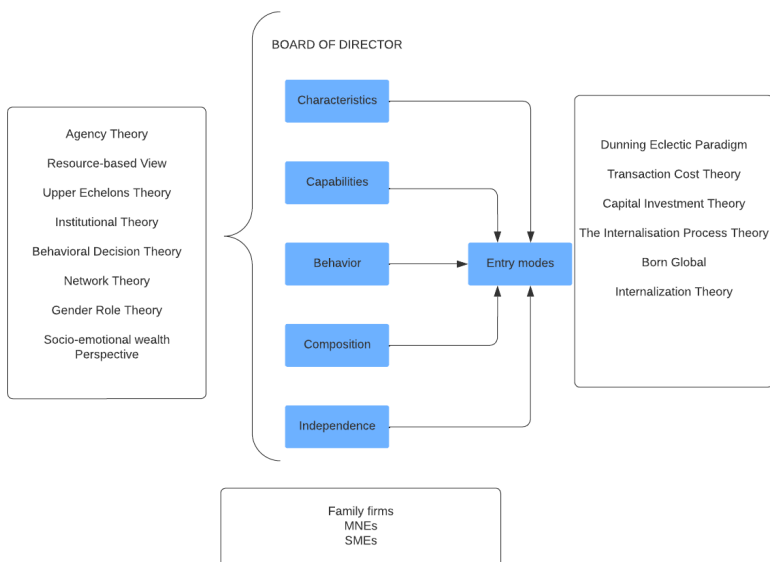 BOARD OF DIRECTOR
Characteristics
Capabilities
Behavior
Composition
Independence
Entry modes
Agency Theory
Resource-based View
Upper Echelons Theory
Institutional Theory
Behavioral Decision Theory
Network Theory
Gender Role Theory
Socio-emotional wealth
Perspective
Dunning Eclectic Paradigm
Transaction Cost Theory
Capital Investment Theory
The Internalisation Process Theory
Born Global
Internalization Theory
Family firms
MNEs
SMEs